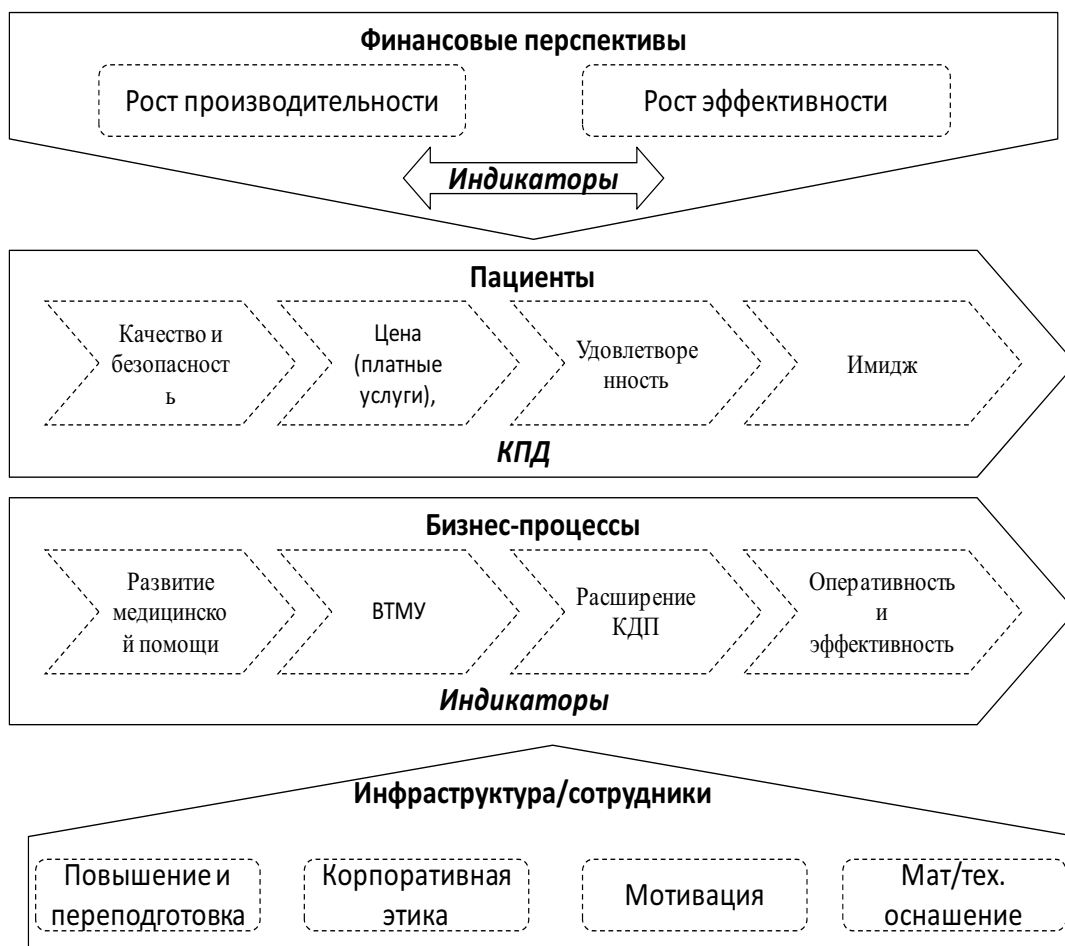 Финансовые перспективы
Рост производительности
Рост эффективности
Индикаторы
Пациенты
Качество и
безопасност
ь
Цена
(платные
услуги),
Удовлетворе
нность
Имидж
КПД
Бизнес-процессы
Развитие
медицинско
й помощи
ВТМУ
Расширение
КДП
Оперативность
и
эффективность
Индикаторы
Инфраструктура/сотрудники
Повышение и
переподготовка
Корпоративная
этика
Мотивация
Мат/тех.
оснашение